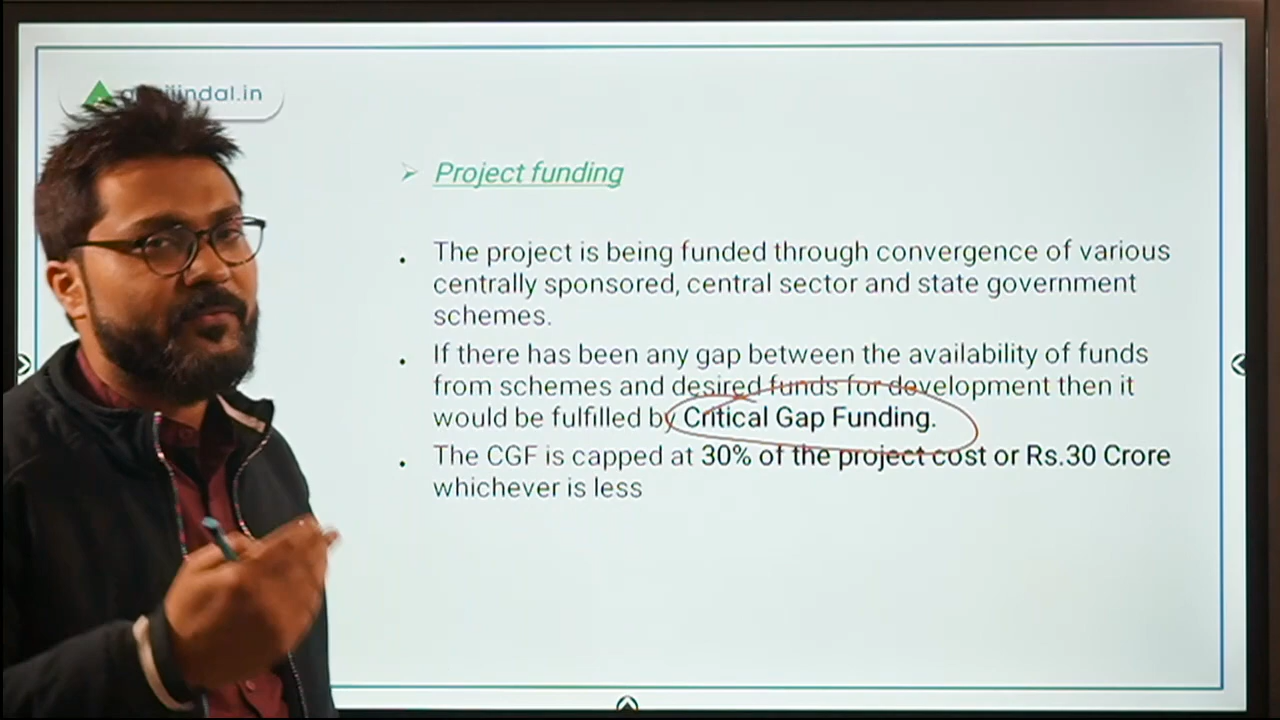 jindal.in
Project funding
The project is being funded through convergence of various
centrally sponsored, central sector and state government
schemes.
If there has been any gap between the availability of funds
from schemes and desired funds for development then it
would be fulfilled by Critical Gap Funding.
The CGF is capped at 30% of the project cost or Rs.30 Crore
whichever is less